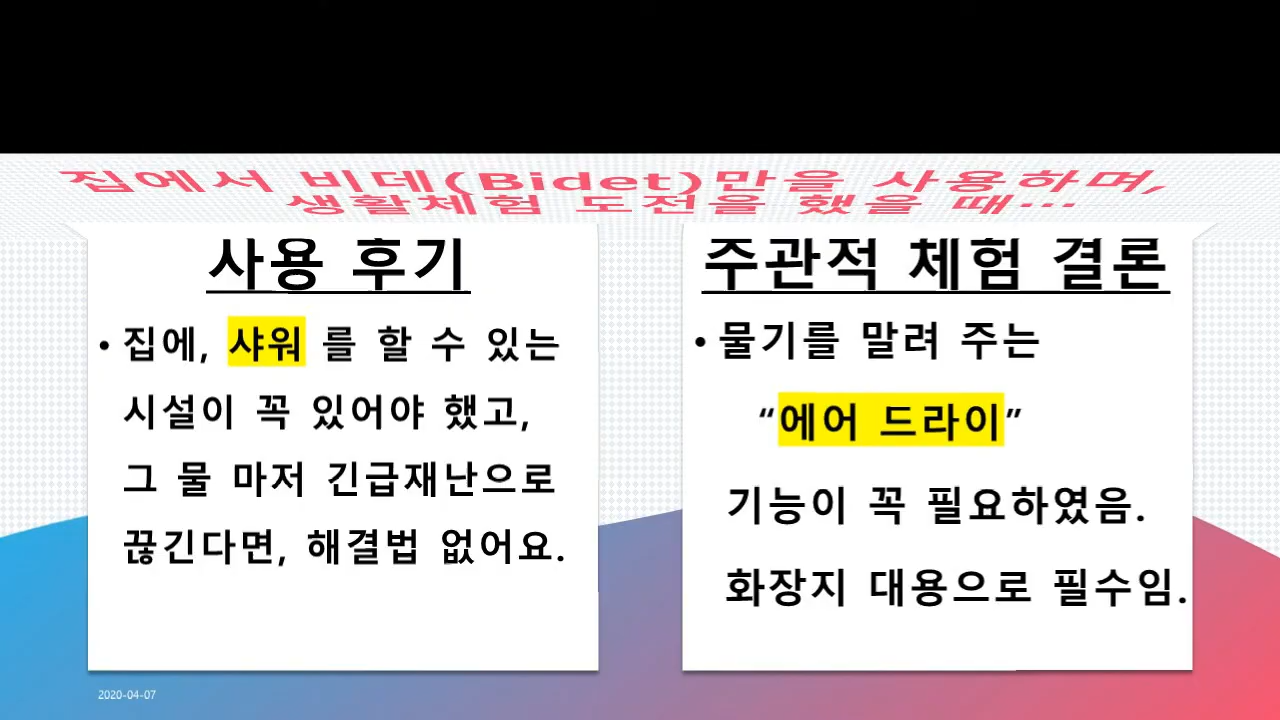 집에서 비데(Bidet)만을 사용하며,
생활체험 도전을 했을 때…
사용 후기
• 집에, 샤워 를 할 수 있는
시설이 꼭 있어야 했고,
그 물 마저 긴급재난으로
끊긴다면, 해결법 없어요.
주관적 체험 결론
• 물기를 말려 주는
“에어 드라이”
기능이 꼭 필요하였음.
화장지 대용으로 필수임.
2020-04-07